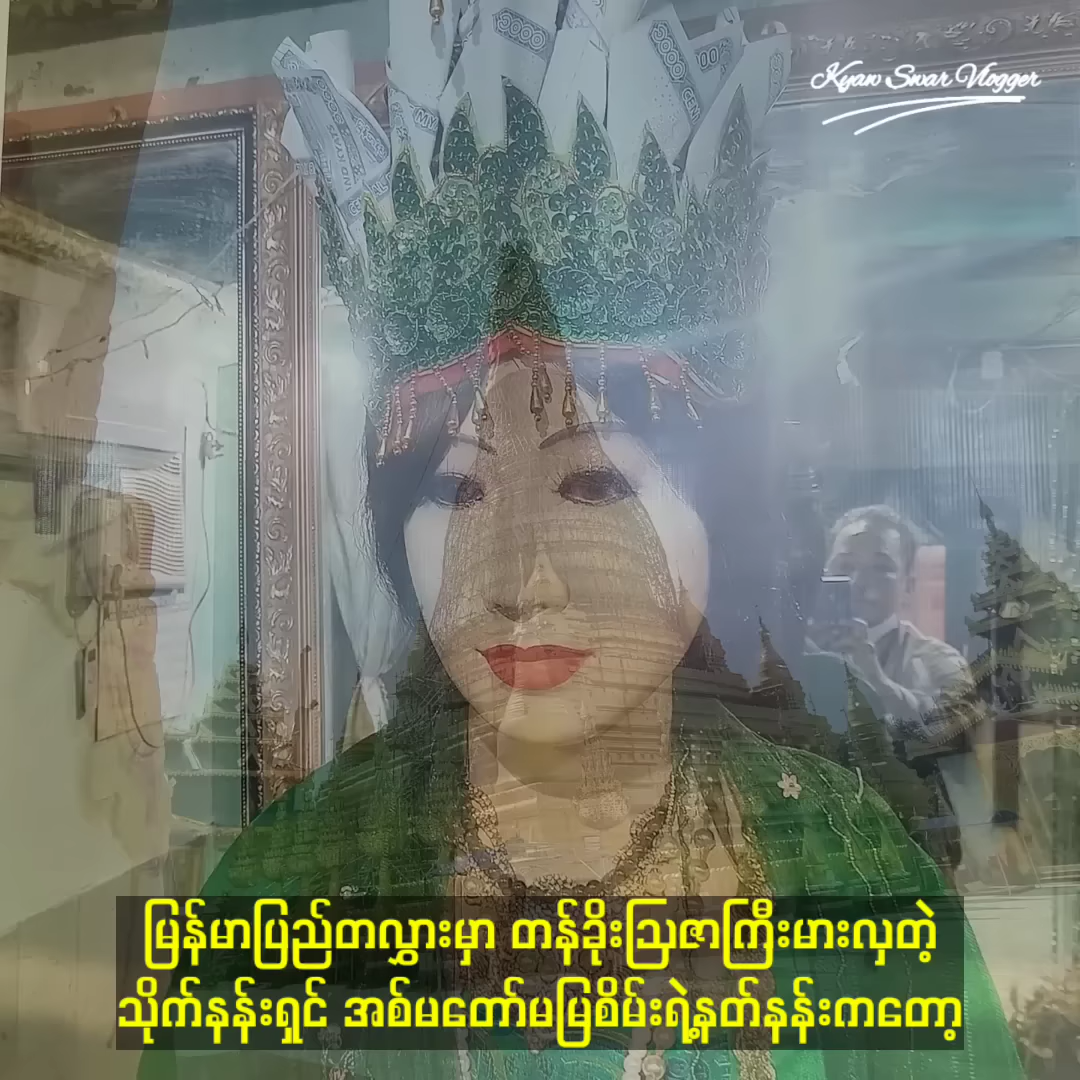 Kyaw Swar Vlogger
5000
မြန်မာပြည်တလွှားမှာ တန်ခိုးဩဇာကြီးမားလှတဲ့
သိုက်နန်းရှင် အစ်မတော်မမြစိမ်းရဲ့နတ်နန်းကတော့